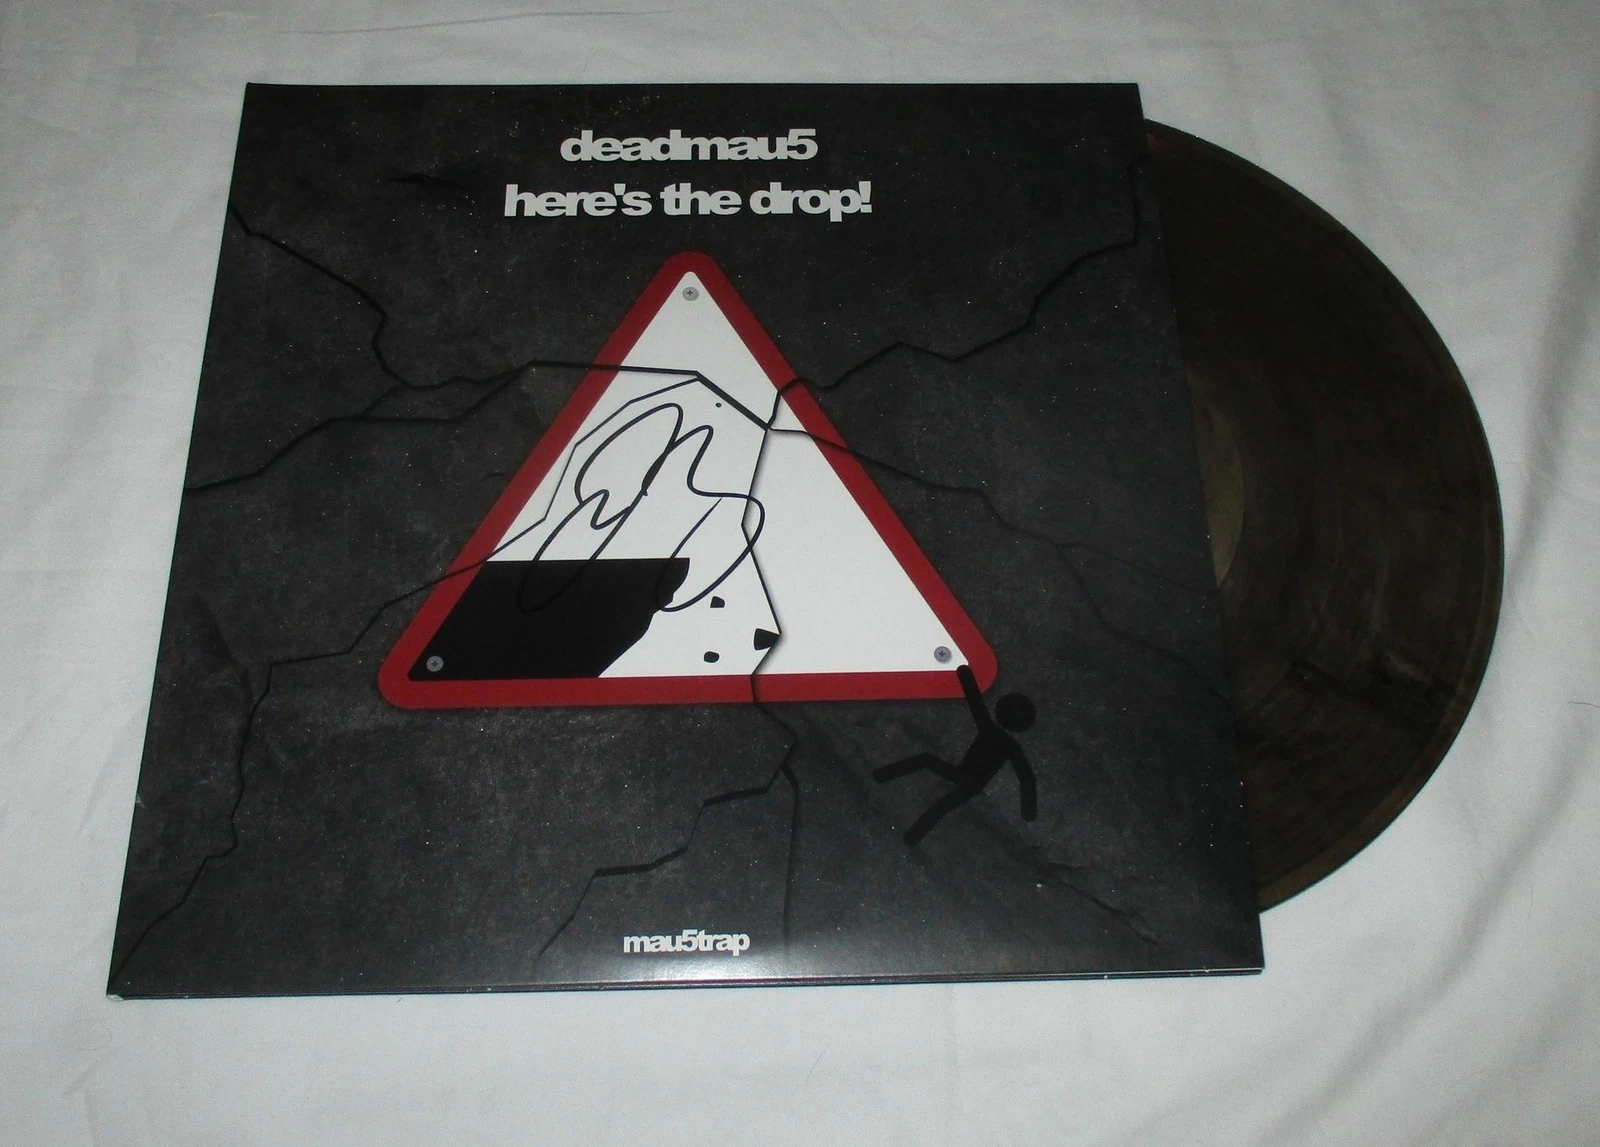 deadmau5
here's the drop!
mau5trap